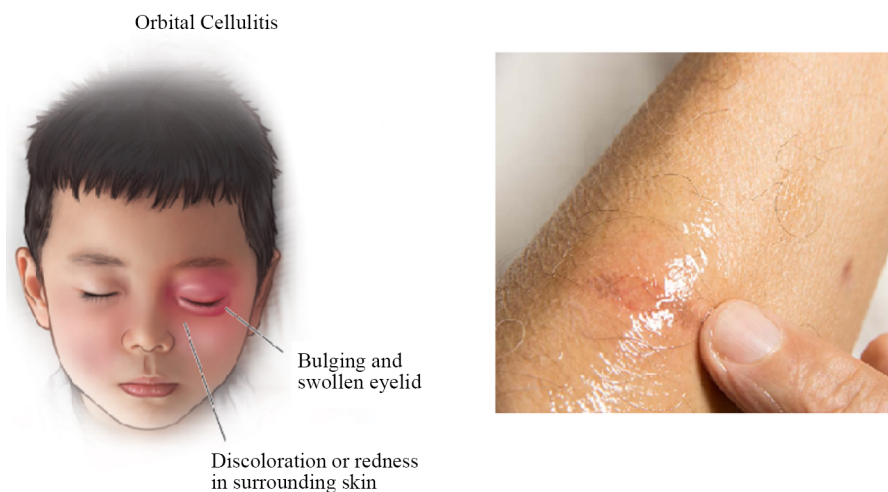 Orbital Cellulitis
Bulging and
swollen eyelid
Discoloration or redness
in surrounding skin